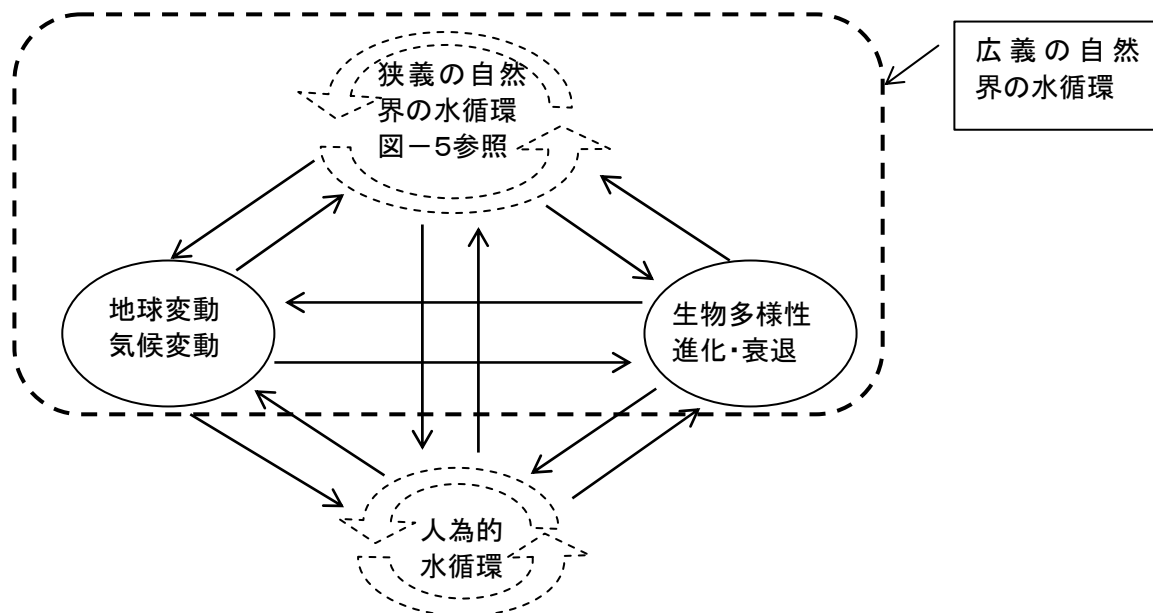 狭義の自然
界の水循環
図－5参照
広義の自然
界の水循環
地球変動
気候変動
生物多様性
進化・衰退
人為的
水循環